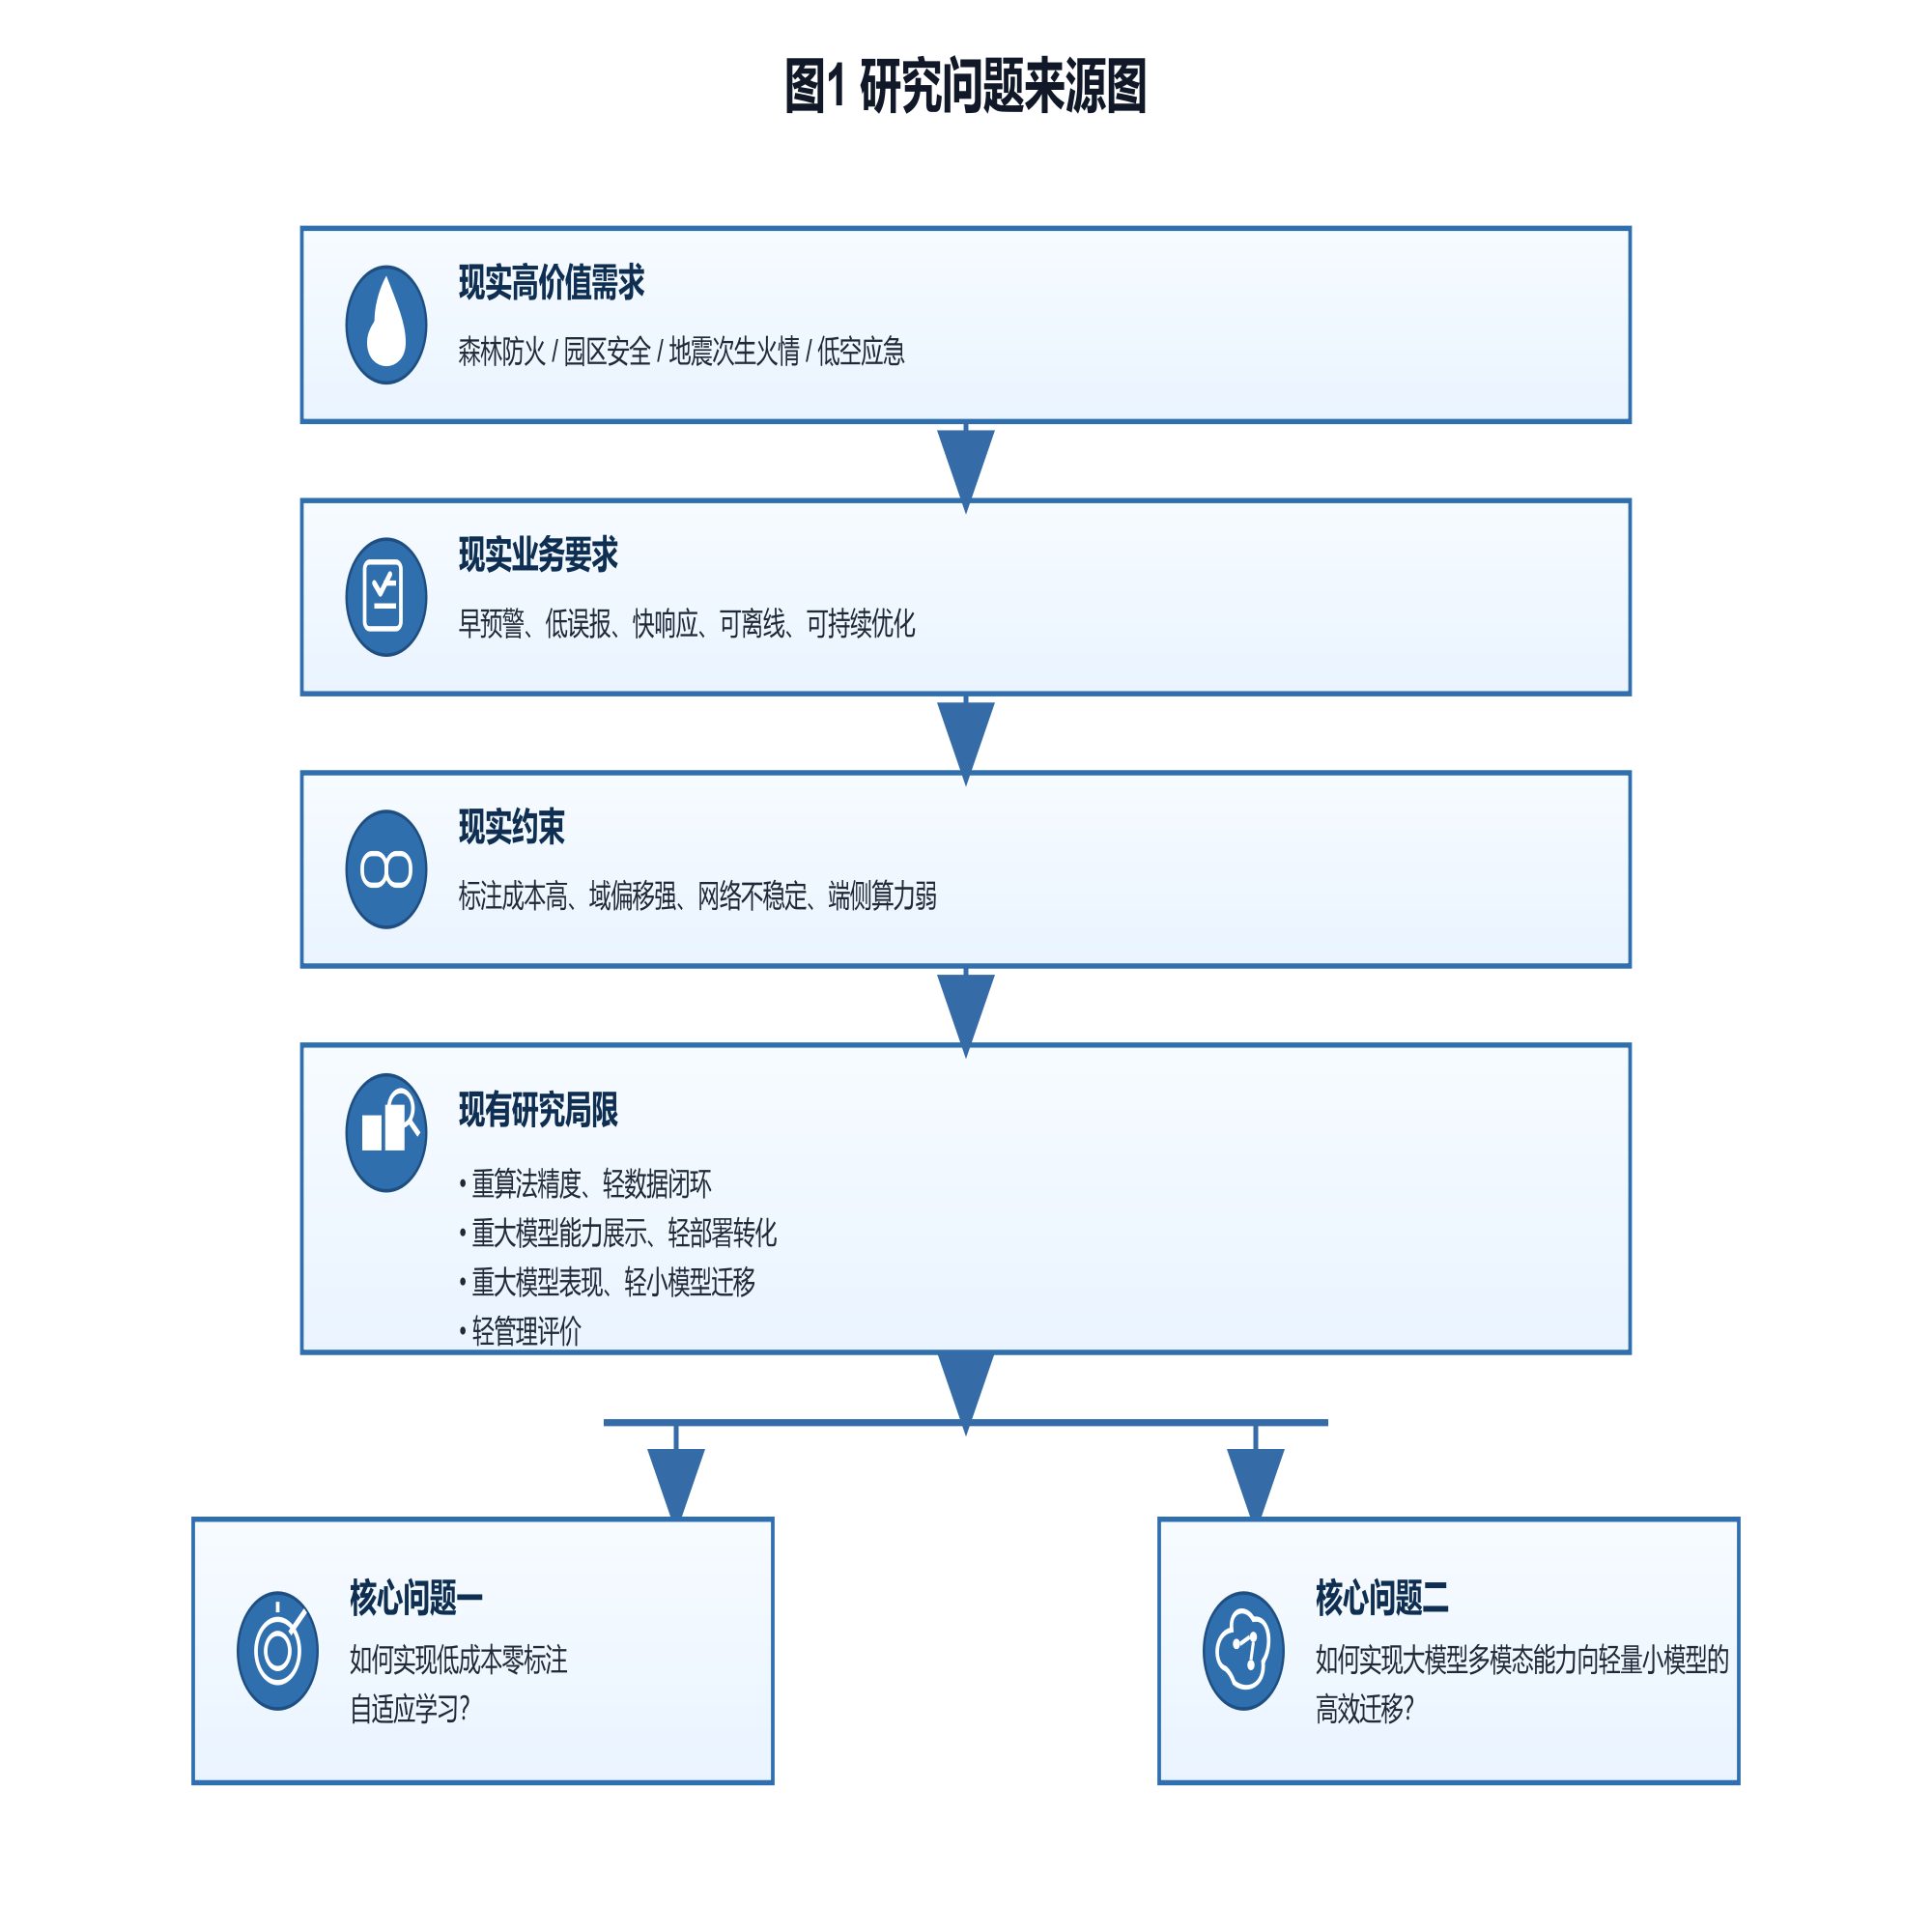 图1 研究问题来源图
现实高价值需求
森林防火 / 园区安全 / 地震次生火情 / 低空应急
现实业务要求
早预警、低误报、快响应、可离线、可持续优化
现实约束
标注成本高、域偏移强、网络不稳定、端侧算力弱
现有研究局限
• 重算法精度、轻数据闭环
• 重大模型能力展示、轻部署转化
• 重大模型表现、轻小模型迁移
• 轻管理评价
核心问题一
如何实现低成本零标注
自适应学习?
核心问题二
如何实现大模型多模态能力向轻量小模型的
高效迁移?